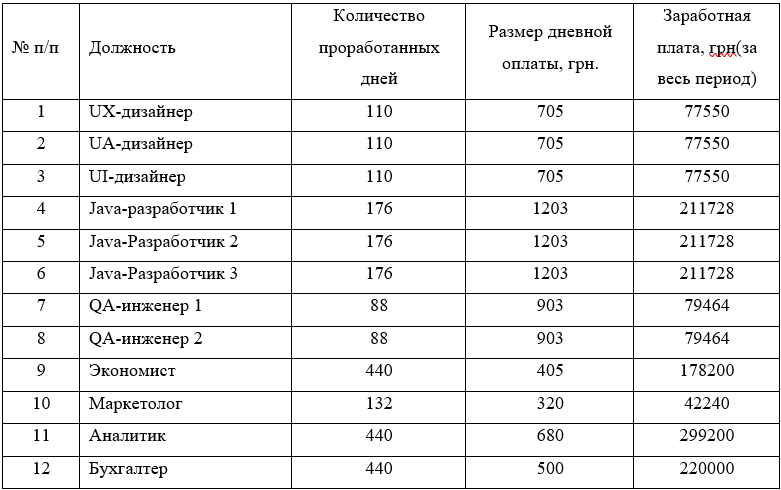 № п/п Должность Количество проработанных дней Размер дневной оплаты, грн. Заработная плата, грн(за весь период)
1 UX-дизайнер 110 705 77550
2 UA-дизайнер 110 705 77550
3 UI-дизайнер 110 705 77550
4 Java-разработчик 1 176 1203 211728
5 Java-Разработчик 2 176 1203 211728
6 Java-Разработчик 3 176 1203 211728
7 QA-инженер 1 88 903 79464
8 QA-инженер 2 88 903 79464
9 Экономист 440 405 178200
10 Маркетолог 132 320 42240
11 Аналитик 440 680 299200
12 Бухгалтер 440 500 220000